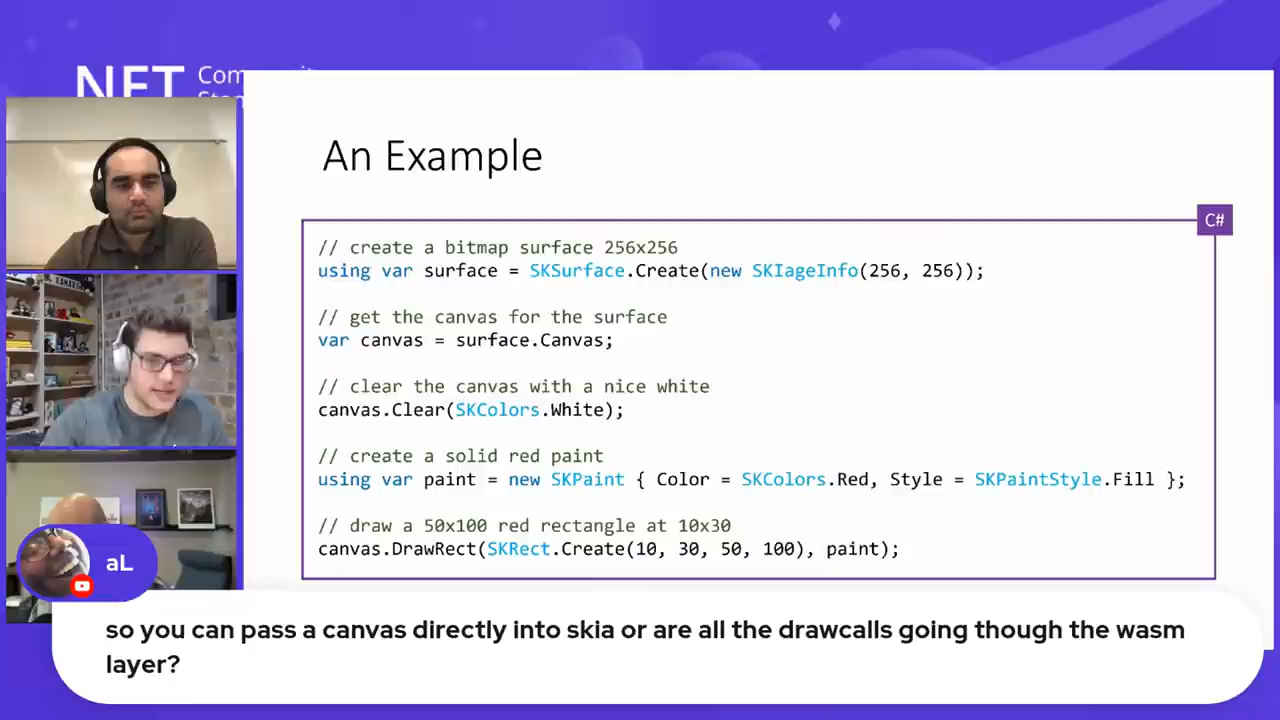 .NET
An Example
C#
// create a bitmap surface 256x256
using var surface = SKSurface.Create(new SKIageInfo(256, 256));
// get the canvas for the surface
var canvas = surface.Canvas;
// clear the canvas with a nice white
canvas.Clear(SKColors.White);
// create a solid red paint
using var paint = new SKPaint { Color = SKColors.Red, Style = SKPaintStyle.Fill };
// draw a 50x100 red rectangle at 10x30
canvas.DrawRect(SKRect.Create(10, 30, 50, 100), paint);
aL
so you can pass a canvas directly into skia or are all the drawcalls going though the wasm
layer?